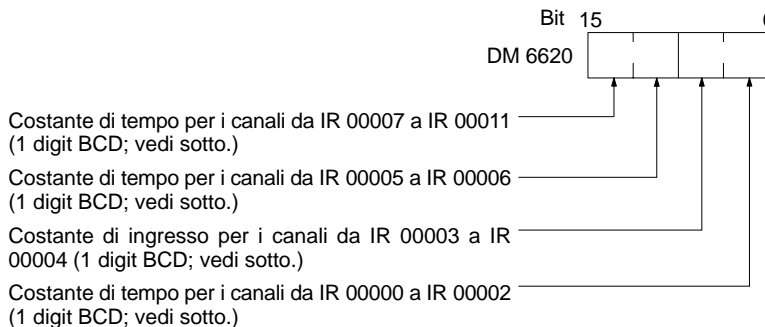 Bit 15
DM 6620
Costante di tempo per i canali da IR 00007 a IR 00011
(1 digit BCD; vedi sotto.)
Costante di tempo per i canali da IR 00005 a IR 00006
(1 digit BCD; vedi sotto.)
Costante di ingresso per i canali da IR 00003 a IR
00004 (1 digit BCD; vedi sotto.)
Costante di tempo per i canali da IR 00000 a IR 00002
(1 digit BCD; vedi sotto.)